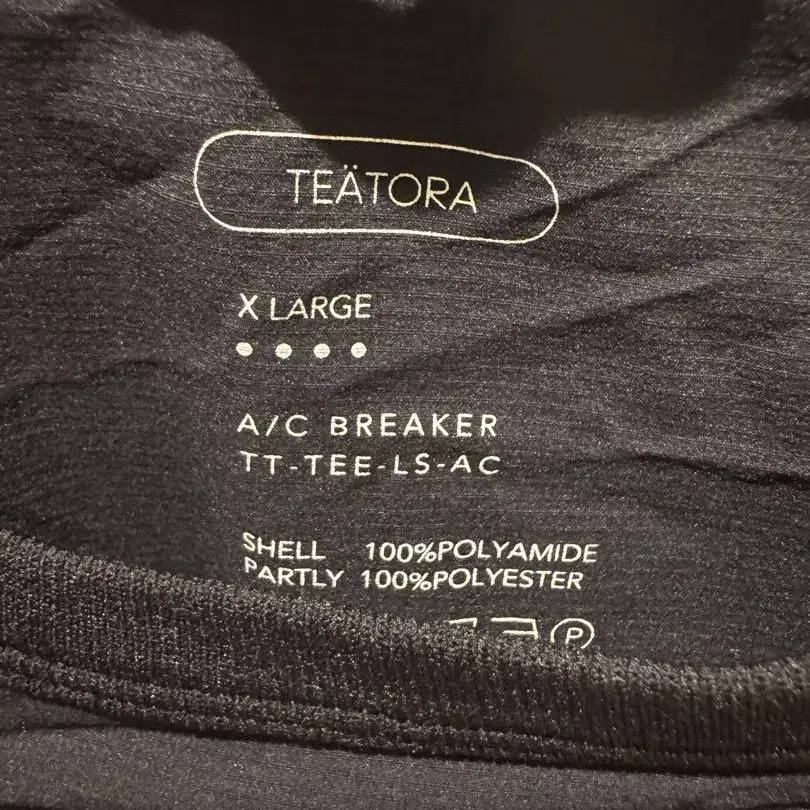 TEÄTORA
X LARGE
A/C BREAKER
TT-TEE-LS-AC
SHELL 100%POLYAMIDE
PARTLY 100%POLYESTER
P